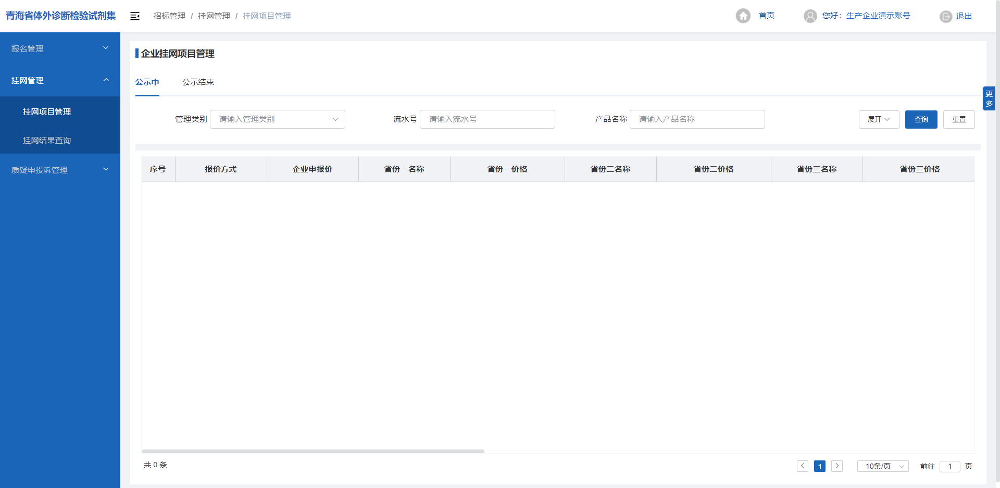 青海省体外诊断检验试剂集
招标管理 / 挂网管理 / 挂网项目管理
首页
您好：生产企业演示账号
退出
报名管理
挂网管理
挂网项目管理
挂网结果查询
质疑申投诉管理
企业挂网项目管理
公示中 公示结束
更多
管理类别 请输入管理类别 流水号 请输入流水号 产品名称 请输入产品名称 展开 查询 重置
序号 报价方式 企业申报价 省份一名称 省份一价格 省份二名称 省份二价格 省份三名称 省份三价格
共 0 条
1 10条/页 前往 1 页